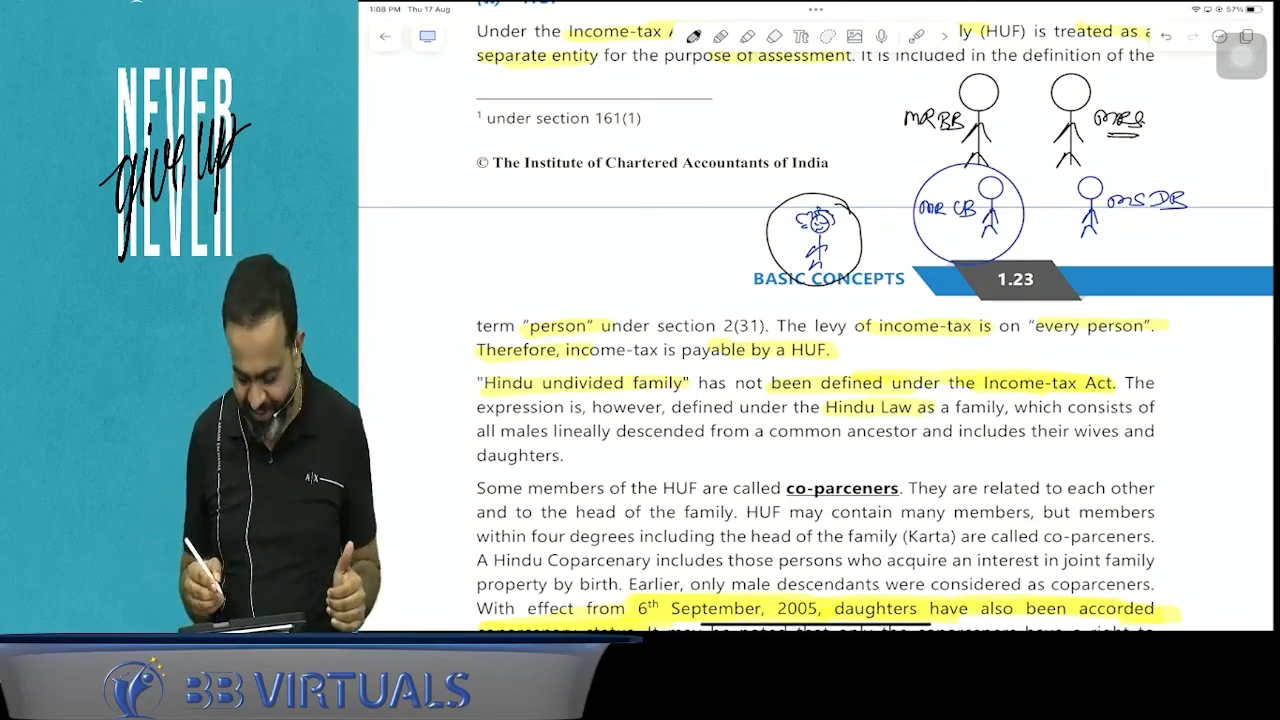 1:08 PM Thu 17 Aug
57%
Under the Income-tax A ly (HUF) is treated as a
separate entity for the purpose of assessment. It is included in the definition of the
MR BB
1 under section 161(1)
© The Institute of Chartered Accountants of India
MR CB
MS DB
BASIC CONCEPTS 1.23
term "person" under section 2(31). The levy of income-tax is on "every person".
Therefore, income-tax is payable by a HUF.
"Hindu undivided family" has not been defined under the Income-tax Act. The
expression is, however, defined under the Hindu Law as a family, which consists of
all males lineally descended from a common ancestor and includes their wives and
daughters.
Some members of the HUF are called co-parceners. They are related to each other
and to the head of the family. HUF may contain many members, but members
within four degrees including the head of the family (Karta) are called co-parceners.
A Hindu Coparcenary includes those persons who acquire an interest in joint family
property by birth. Earlier, only male descendants were considered as coparceners.
With effect from 6th September, 2005, daughters have also been accorded
NEVER
give up
NEVER
A|X
BB VIRTUALS